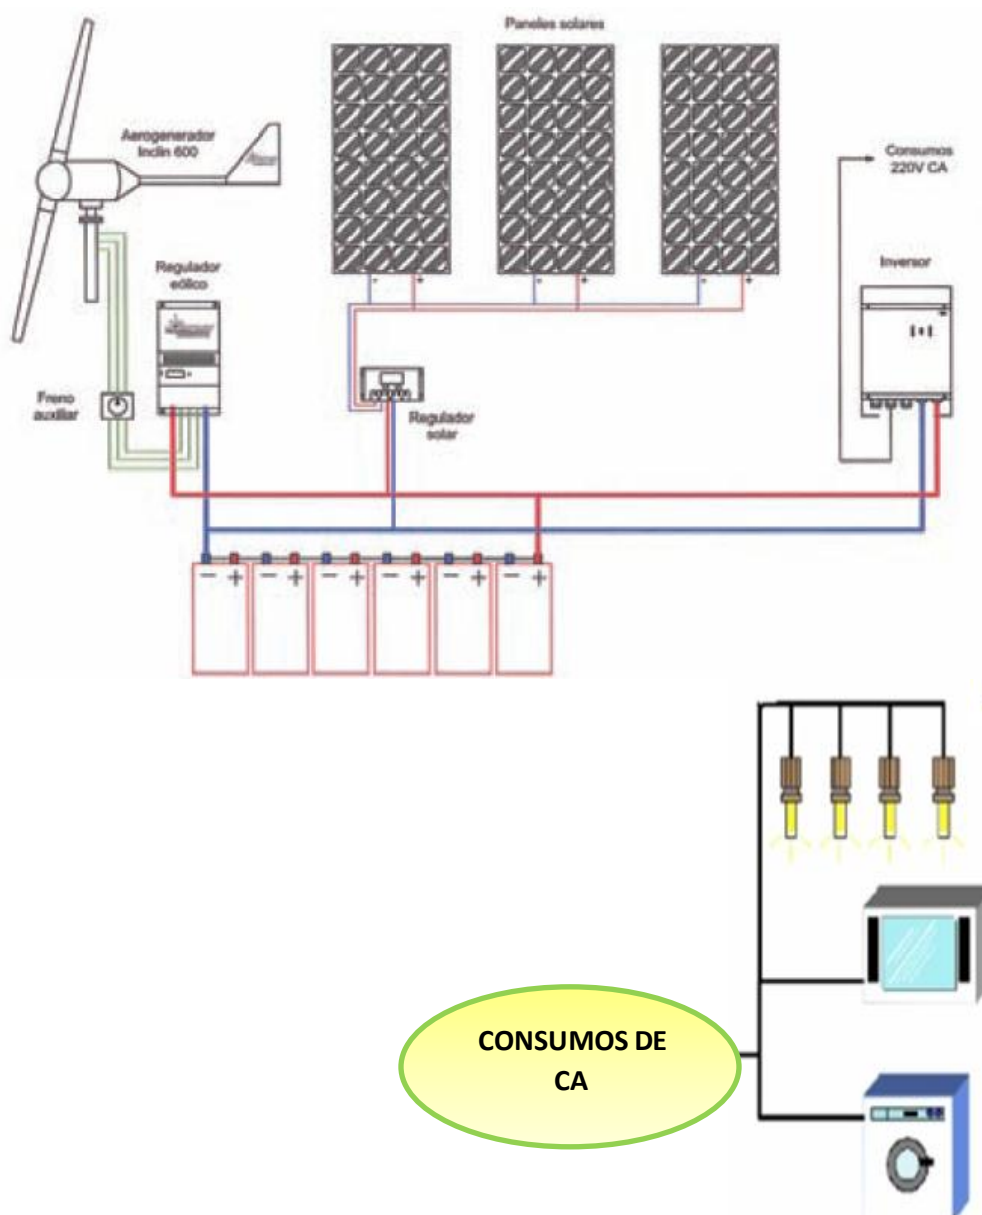 Paneles solares
Aerogenerador
Inclin 600
Consumos
220V CA
Regulador
eólico
Inversor
- +
- +
- +
Freno
auxiliar
Regulador
solar
- + - + - + - + - + - +
CONSUMOS DE
CA